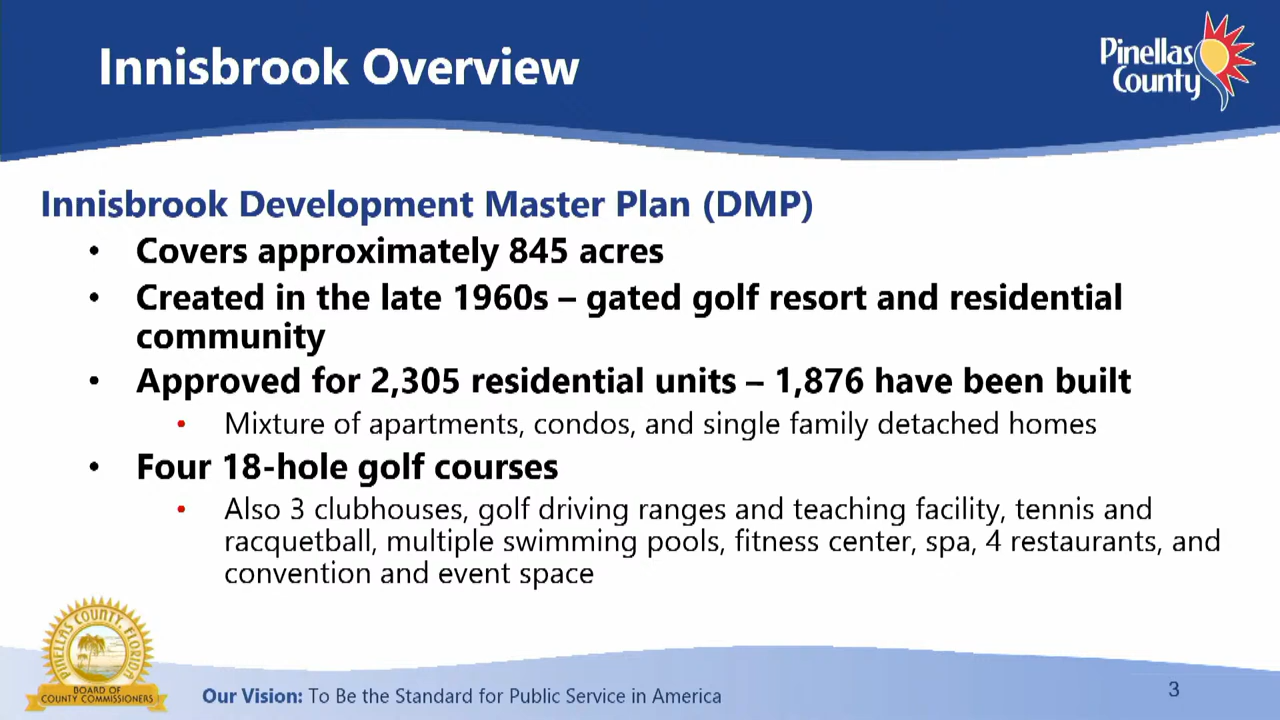 Innisbrook Overview
Pinellas
County
Innisbrook Development Master Plan (DMP)
• Covers approximately 845 acres
• Created in the late 1960s – gated golf resort and residential
community
• Approved for 2,305 residential units – 1,876 have been built
• Mixture of apartments, condos, and single family detached homes
• Four 18-hole golf courses
• Also 3 clubhouses, golf driving ranges and teaching facility, tennis and
racquetball, multiple swimming pools, fitness center, spa, 4 restaurants, and
convention and event space
PINELLAS COUNTY, FLORIDA
BOARD OF
COUNTY COMMISSIONERS
Our Vision: To Be the Standard for Public Service in America
3